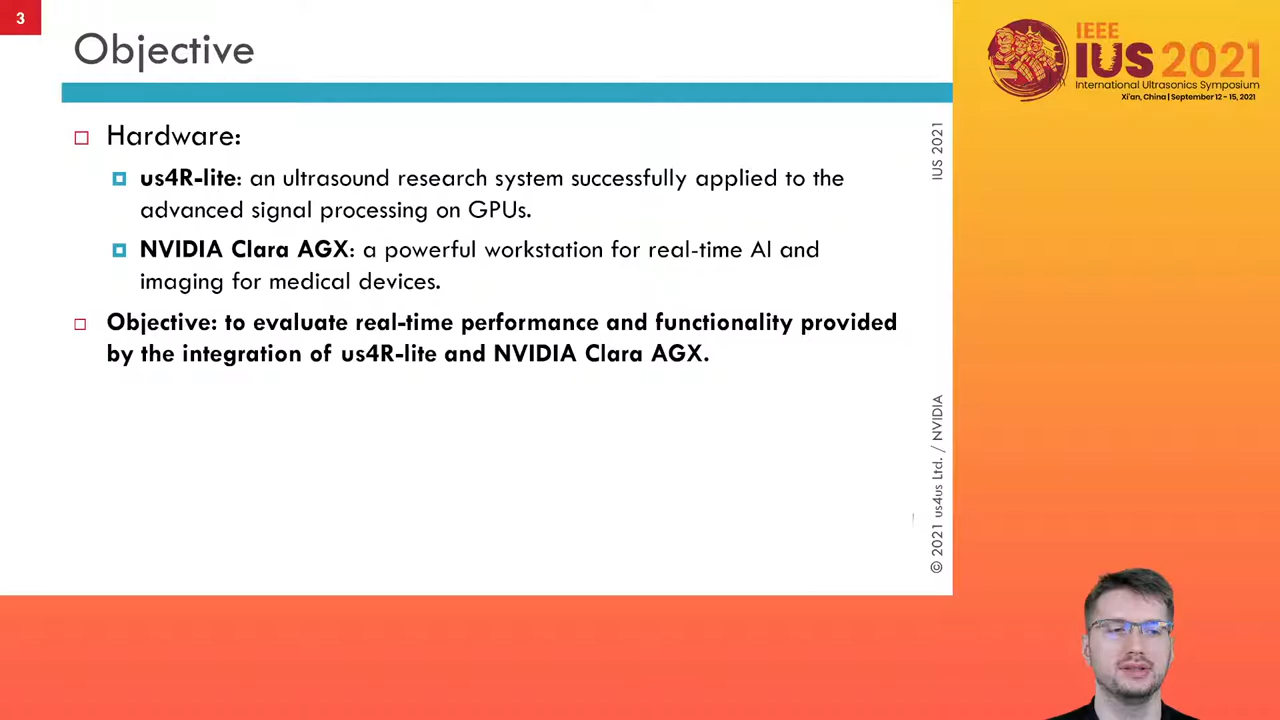 3
Objective
Hardware:
us4R-lite: an ultrasound research system successfully applied to the
advanced signal processing on GPUs.
NVIDIA Clara AGX: a powerful workstation for real-time AI and
imaging for medical devices.
Objective: to evaluate real-time performance and functionality provided
by the integration of us4R-lite and NVIDIA Clara AGX.
IUS 2021
© 2021 us4us Ltd. / NVIDIA
IEEE
IUS 2021
International Ultrasonics Symposium
Xi'an, China | September 12 - 15, 2021